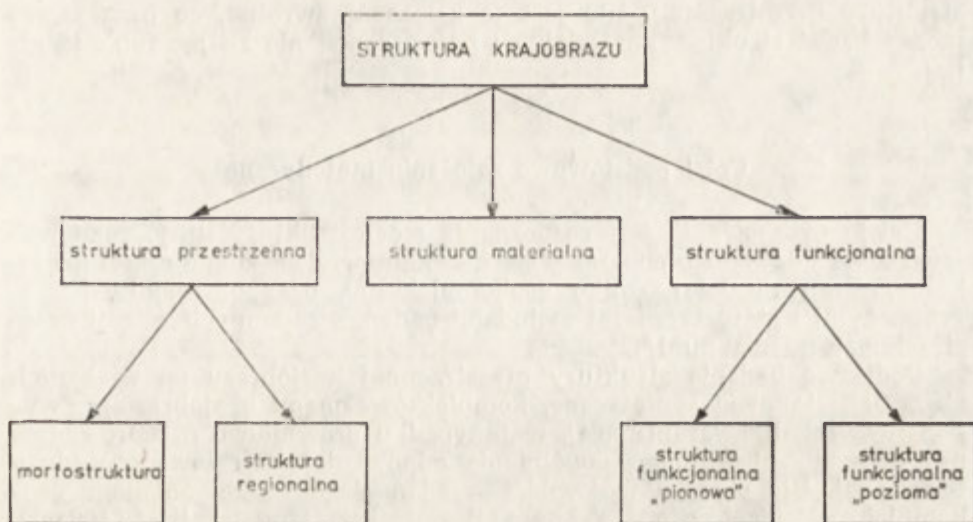 STRUKTURA KRAJOBRAZU
struktura przestrzenna
struktura materialna
struktura funkcjonalna
morfostruktura
struktura
regionalna
struktura
funkcjonalna
„pionowa"
struktura
funkcjonalna
„pozioma"